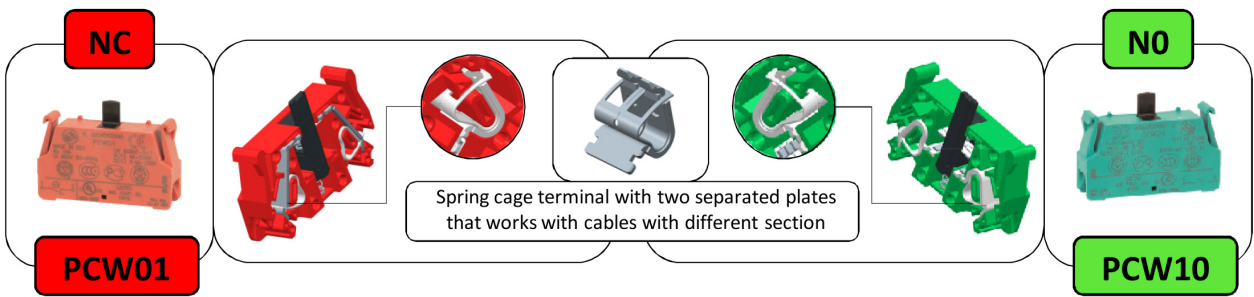 NC
N0
Spring cage terminal with two separated plates
that works with cables with different section
PCW01
PCW10